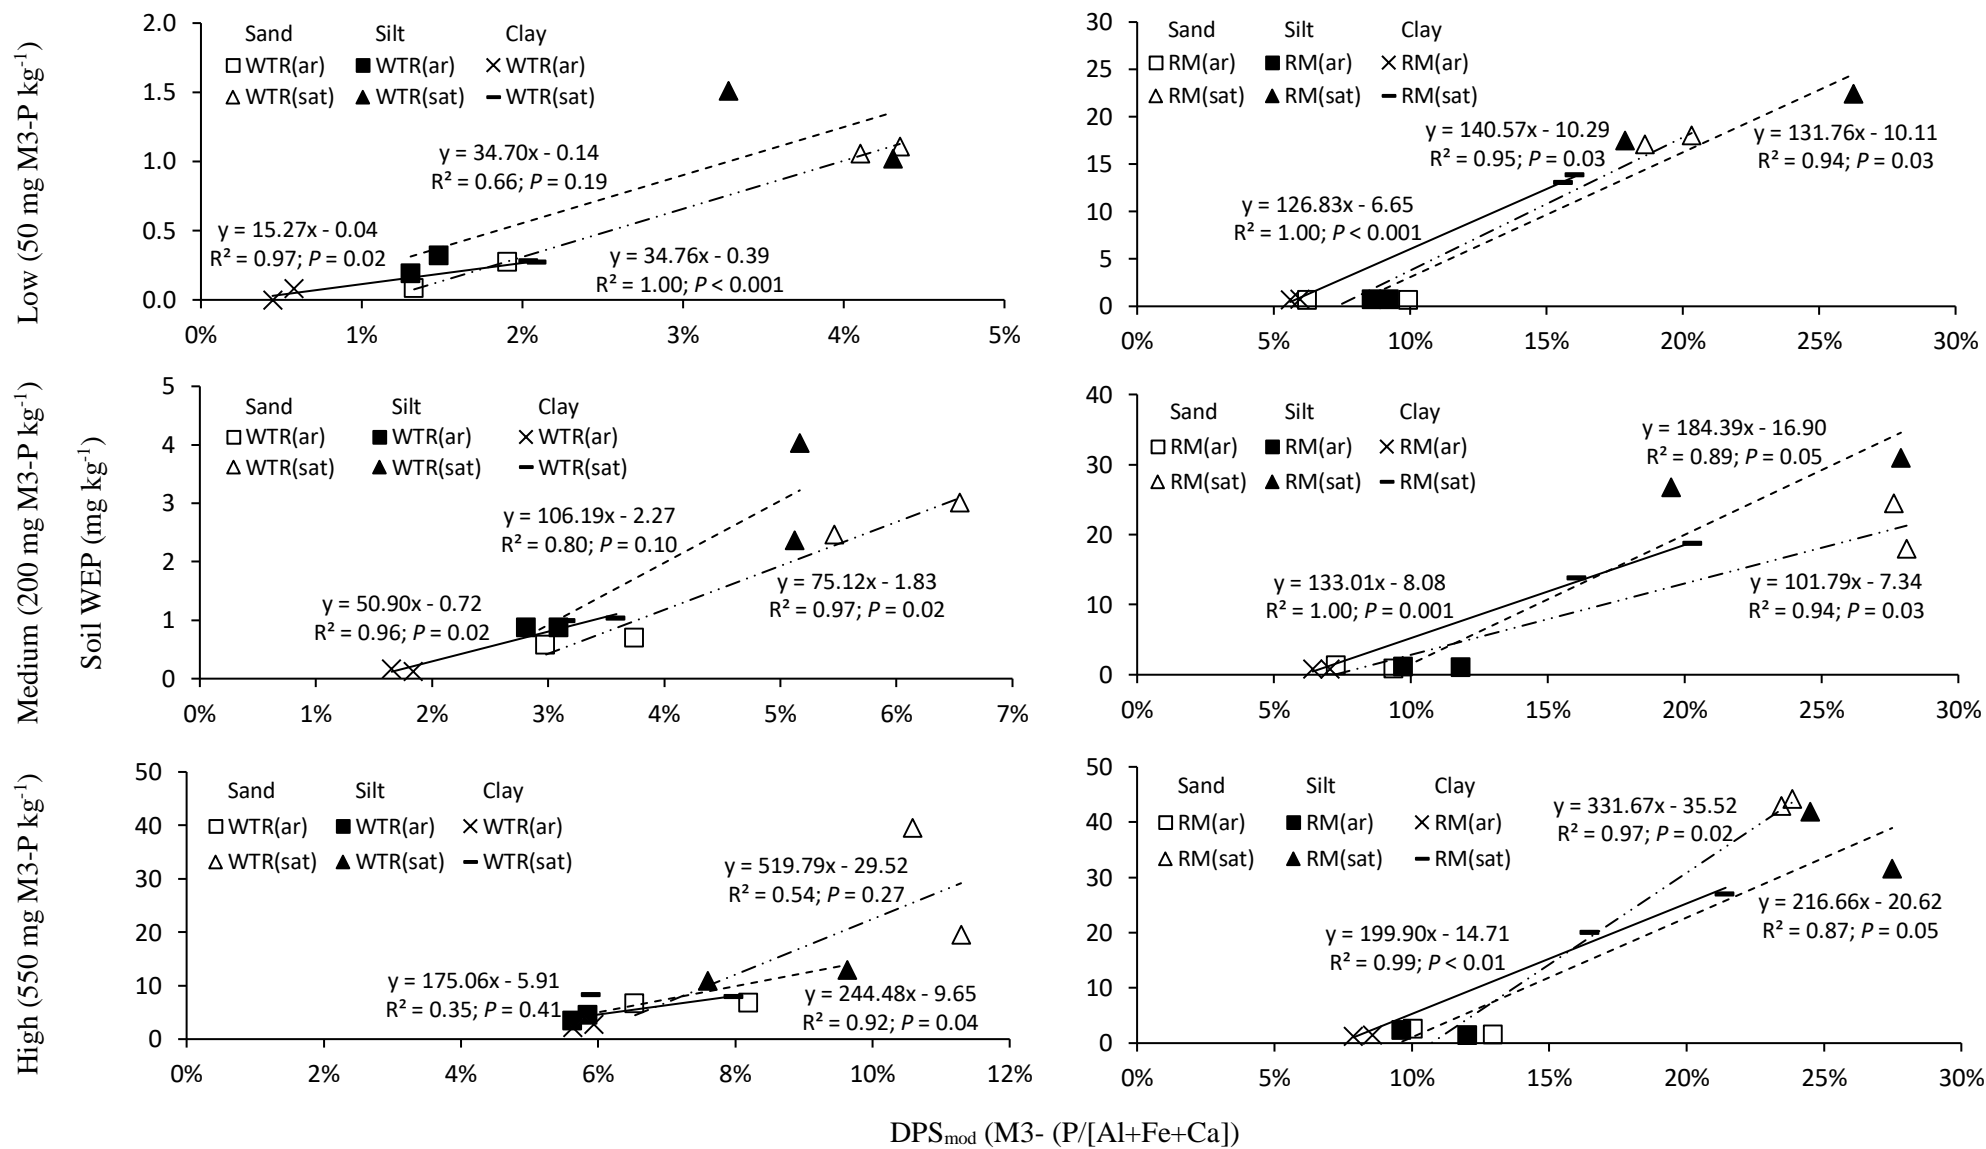 Low (50 mg M3-P kg⁻¹)
2.0
1.5
1.0
0.5
0.0
Sand Silt Clay
WTR(ar) WTR(ar) WTR(ar)
WTR(sat) WTR(sat) WTR(sat)
y = 34.70x - 0.14
R² = 0.66; P = 0.19
y = 15.27x - 0.04
R² = 0.97; P = 0.02
y = 34.76x - 0.39
R² = 1.00; P < 0.001
0% 1% 2% 3% 4% 5%
30
25
20
15
10
5
0
Sand Silt Clay
RM(ar) RM(ar) RM(ar)
RM(sat) RM(sat) RM(sat)
y = 140.57x - 10.29
R² = 0.95; P = 0.03
y = 131.76x - 10.11
R² = 0.94; P = 0.03
y = 126.83x - 6.65
R² = 1.00; P < 0.001
0% 5% 10% 15% 20% 25% 30%
Medium (200 mg M3-P kg⁻¹)
Soil WEP (mg kg⁻¹)
5
4
3
2
1
0
Sand Silt Clay
WTR(ar) WTR(ar) WTR(ar)
WTR(sat) WTR(sat) WTR(sat)
y = 106.19x - 2.27
R² = 0.80; P = 0.10
y = 50.90x - 0.72
R² = 0.96; P = 0.02
y = 75.12x - 1.83
R² = 0.97; P = 0.02
0% 1% 2% 3% 4% 5% 6% 7%
40
30
20
10
0
Sand Silt Clay
RM(ar) RM(ar) RM(ar)
RM(sat) RM(sat) RM(sat)
y = 184.39x - 16.90
R² = 0.89; P = 0.05
y = 133.01x - 8.08
R² = 1.00; P = 0.001
y = 101.79x - 7.34
R² = 0.94; P = 0.03
0% 5% 10% 15% 20% 25% 30%
High (550 mg M3-P kg⁻¹)
50
40
30
20
10
0
Sand Silt Clay
WTR(ar) WTR(ar) WTR(ar)
WTR(sat) WTR(sat) WTR(sat)
y = 519.79x - 29.52
R² = 0.54; P = 0.27
y = 175.06x - 5.91
R² = 0.35; P = 0.41
y = 244.48x - 9.65
R² = 0.92; P = 0.04
0% 2% 4% 6% 8% 10% 12%
50
40
30
20
10
0
Sand Silt Clay
RM(ar) RM(ar) RM(ar)
RM(sat) RM(sat) RM(sat)
y = 331.67x - 35.52
R² = 0.97; P = 0.02
y = 199.90x - 14.71
R² = 0.99; P < 0.01
y = 216.66x - 20.62
R² = 0.87; P = 0.05
0% 5% 10% 15% 20% 25% 30%
DPSmod (M3- (P/[Al+Fe+Ca])